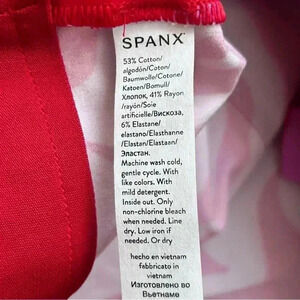 SPANX
53% Cotton/
algodón/Coton/
Baumwolle/Cotone/
Katoen/Bomull/
Хлопок, 41% Rayon
/rayón/Soie
artificielle/Вискоза,
6% Elastane/
elastano/Elasthanne
/Elastan/Elastaan/
Эластан.
Machine wash cold,
gentle cycle. With
like colors. With
mild detergent.
Inside out. Only
non-chlorine bleach
when needed. Line
dry. Low iron if
needed. Or dry
hecho en vietnam
fabbricato in
vietnam
Изготовлено во
Вьетнаме